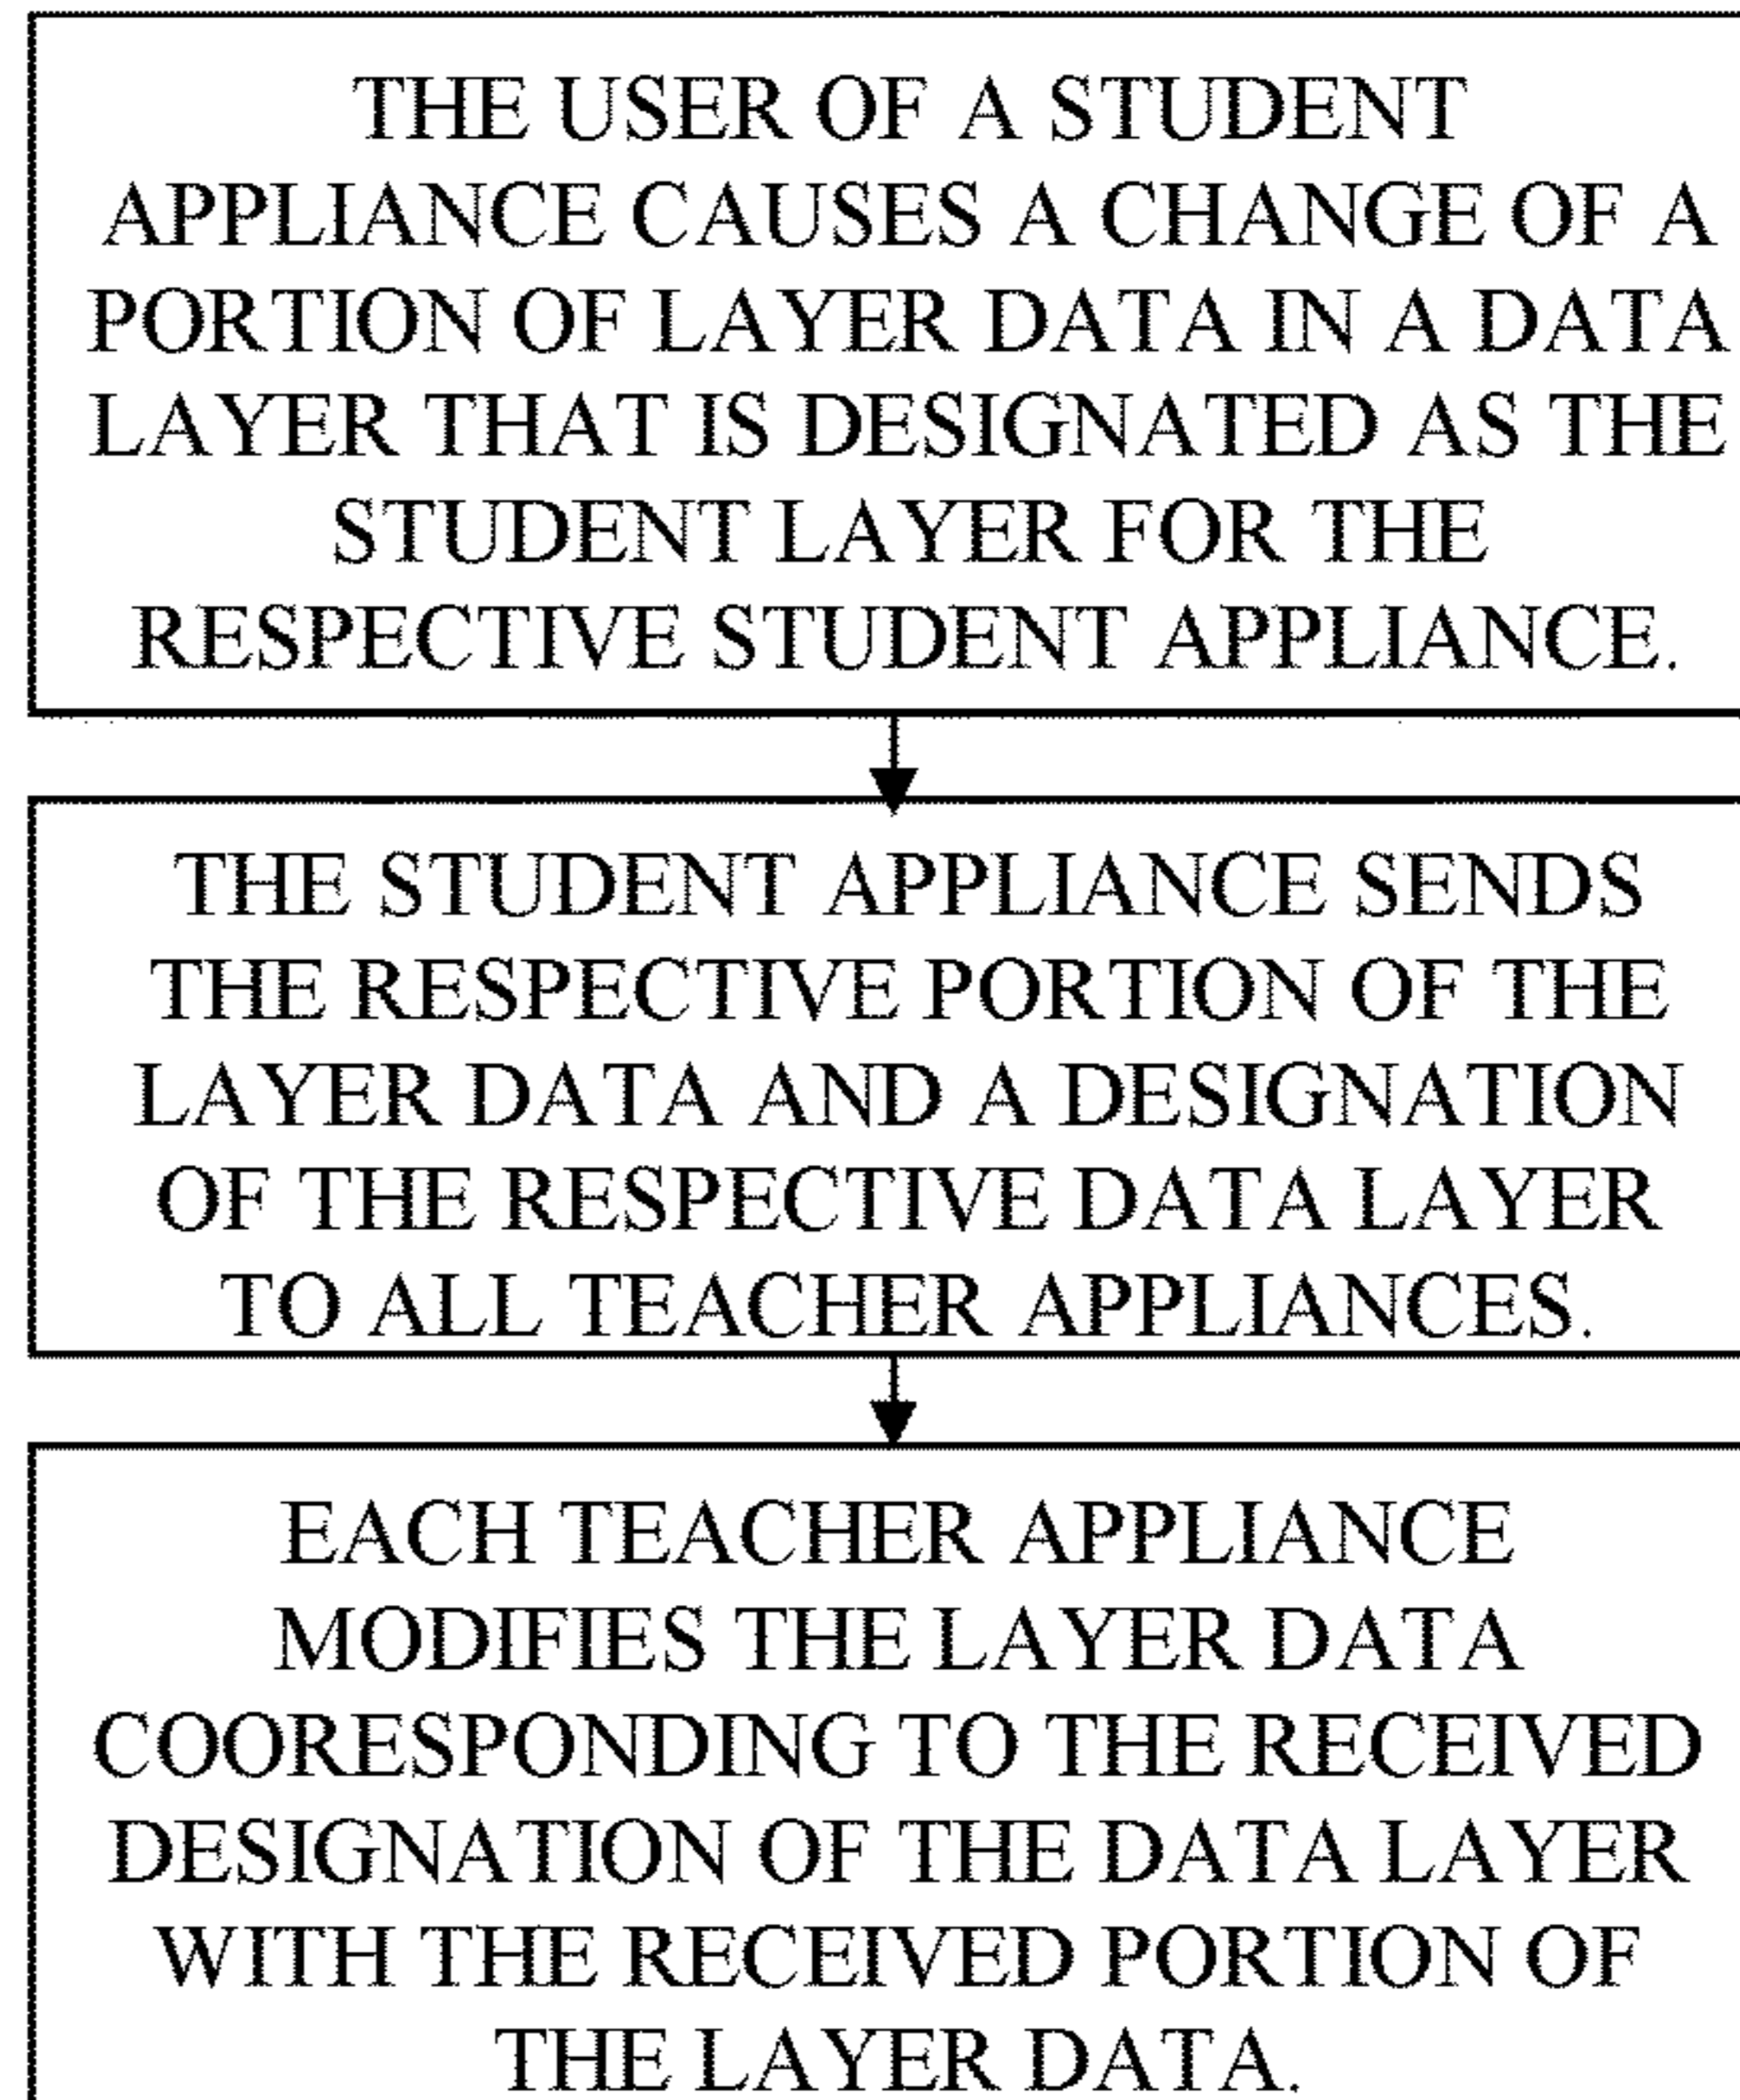 THE USER OF A STUDENT
APPLIANCE CAUSES A CHANGE OF A
PORTION OF LAYER DATA IN A DATA
LAYER THAT IS DESIGNATED AS THE
STUDENT LAYER FOR THE
RESPECTIVE STUDENT APPLIANCE.
THE STUDENT APPLIANCE SENDS
THE RESPECTIVE PORTION OF THE
LAYER DATA AND A DESIGNATION
OF THE RESPECTIVE DATA LAYER
TO ALL TEACHER APPLIANCES.
EACH TEACHER APPLIANCE
MODIFIES THE LAYER DATA
COORESPONDING TO THE RECEIVED
DESIGNATION OF THE DATA LAYER
WITH THE RECEIVED PORTION OF
THE LAYER DATA.